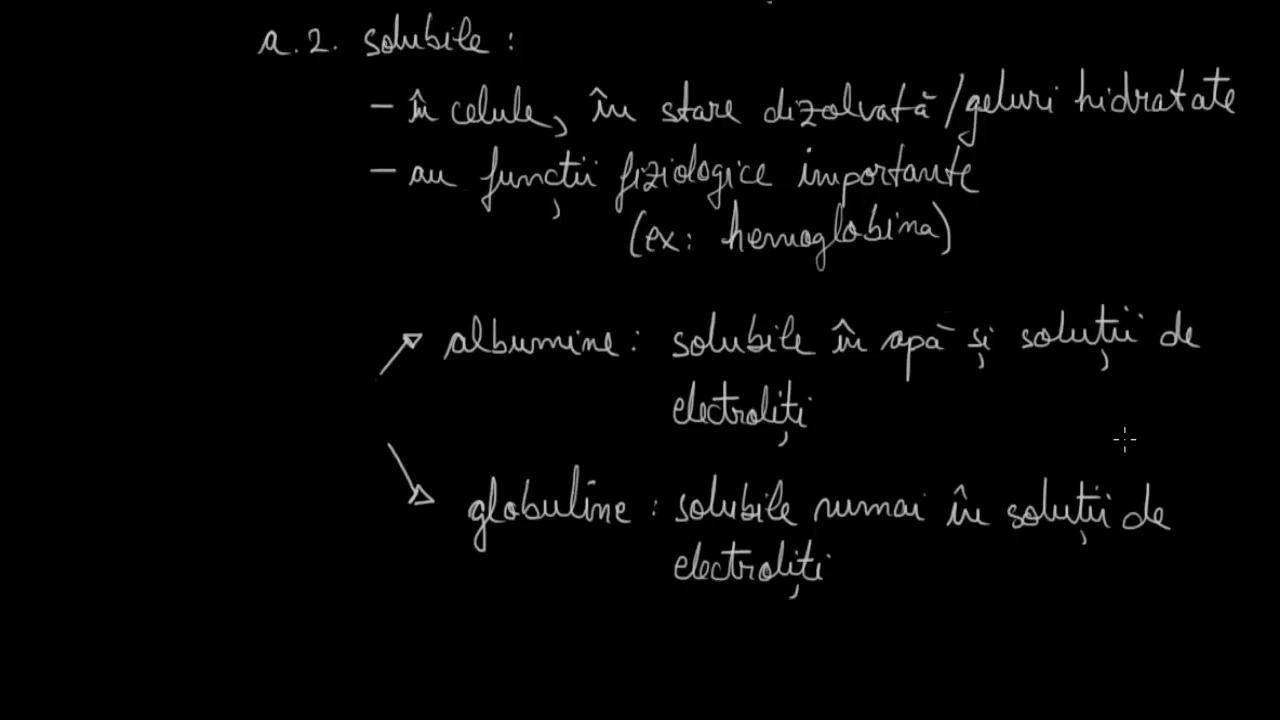 a.2. solubile:
- în celule, în stare dizolvată/geluri hidratate
- au funcții fiziologice importante
(ex: hemoglobina)
albumine: solubile în apă și soluții de
electroliți
globuline: solubile numai în soluții de
electroliți